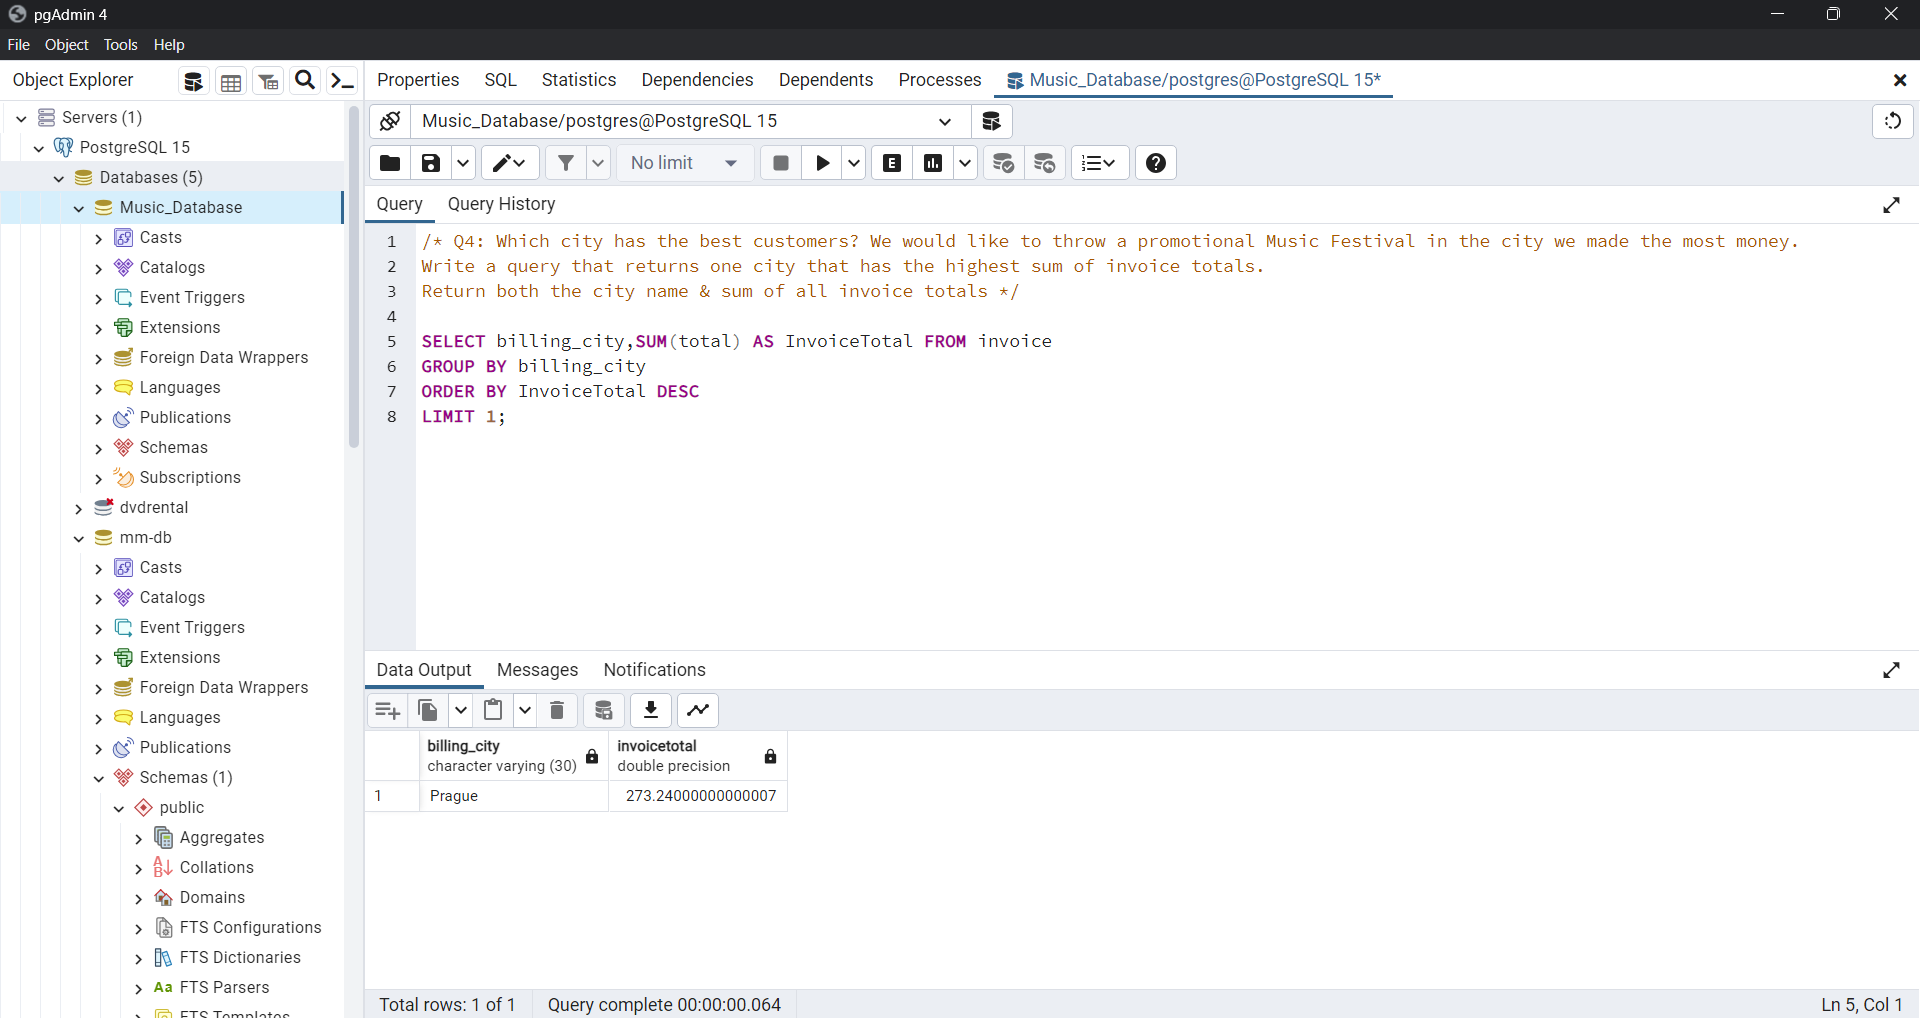 pgAdmin 4
File Object Tools Help
Object Explorer
Properties SQL Statistics Dependencies Dependents Processes Music_Database/postgres@PostgreSQL 15*
Servers (1)
PostgreSQL 15
Databases (5)
Music_Database
Casts
Catalogs
Event Triggers
Extensions
Foreign Data Wrappers
Languages
Publications
Schemas
Subscriptions
dvdrental
mm-db
Casts
Catalogs
Event Triggers
Extensions
Foreign Data Wrappers
Languages
Publications
Schemas (1)
public
Aggregates
Collations
Domains
FTS Configurations
FTS Dictionaries
Aa FTS Parsers
FTS Templates
Music_Database/postgres@PostgreSQL 15
No limit
E
Query Query History
1 /* Q4: Which city has the best customers? We would like to throw a promotional Music Festival in the city we made the most money.
2 Write a query that returns one city that has the highest sum of invoice totals.
3 Return both the city name & sum of all invoice totals */
4
5 SELECT billing_city,SUM(total) AS InvoiceTotal FROM invoice
6 GROUP BY billing_city
7 ORDER BY InvoiceTotal DESC
8 LIMIT 1;
Data Output Messages Notifications
billing_city invoicetotal
character varying (30) double precision
1 Prague 273.24000000000007
Total rows: 1 of 1 Query complete 00:00:00.064 Ln 5, Col 1